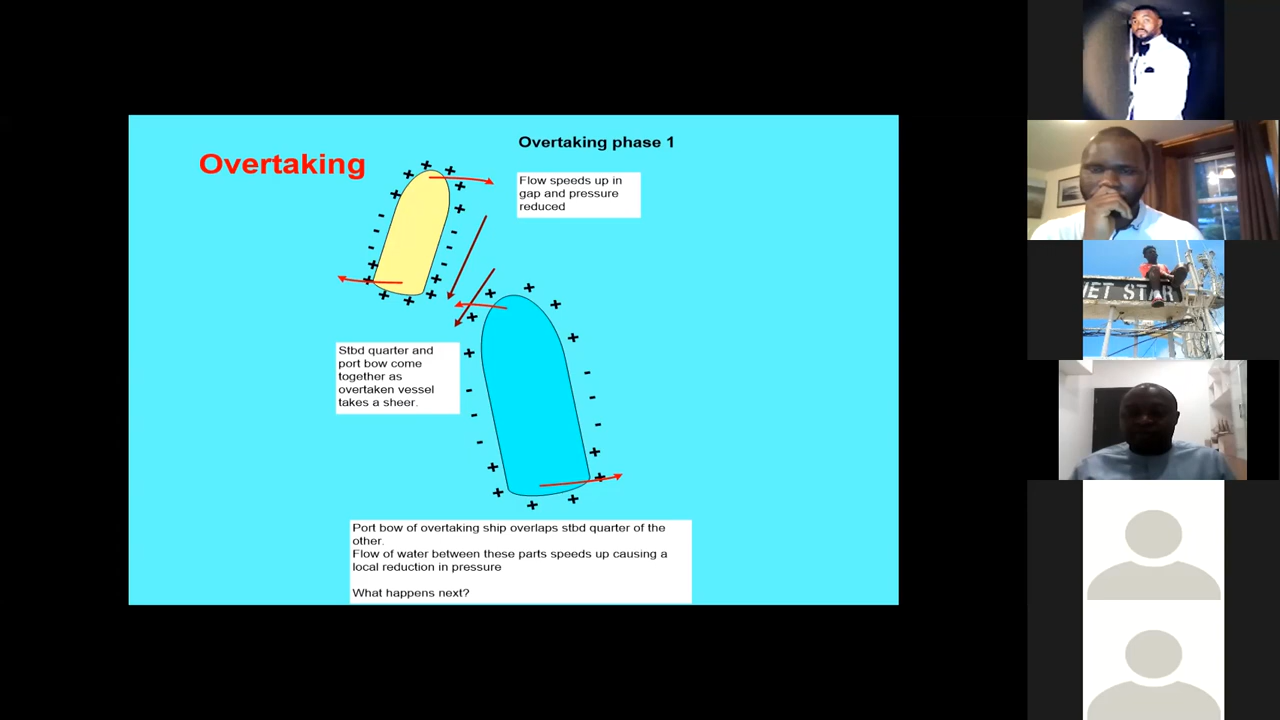 Overtaking
Overtaking phase 1
Flow speeds up in
gap and pressure
reduced
Stbd quarter and
port bow come
together as
overtaken vessel
takes a sheer.
Port bow of overtaking ship overlaps stbd quarter of the
other.
Flow of water between these parts speeds up causing a
local reduction in pressure
What happens next?